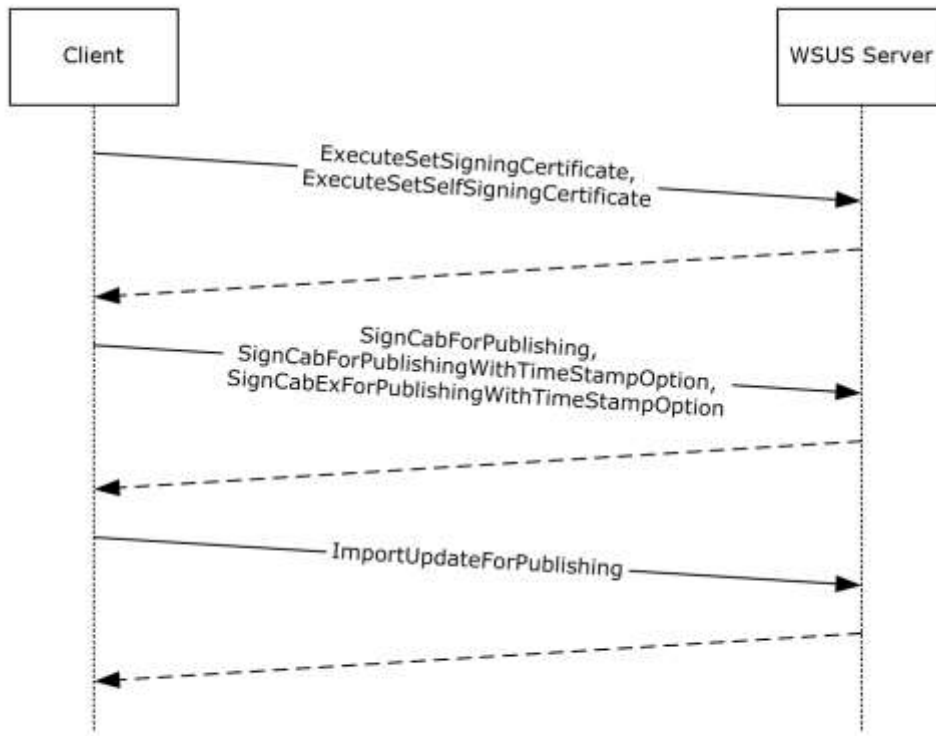 Client
WSUS Server
ExecuteSetSigningCertificate,
ExecuteSetSelfSigningCertificate
SignCabForPublishing,
SignCabForPublishingWithTimeStampOption,
SignCabExForPublishingWithTimeStampOption
ImportUpdateForPublishing